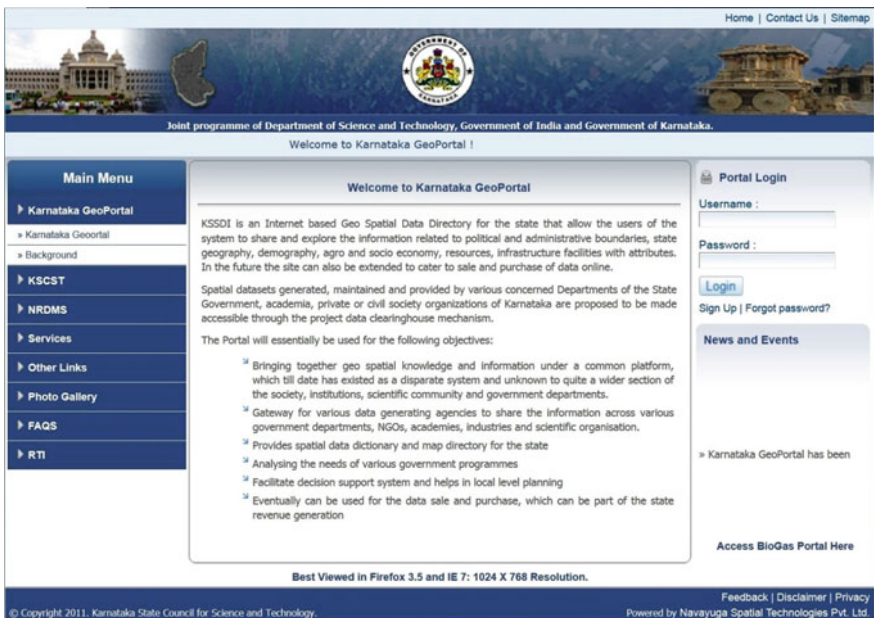 Home | Contact Us | Sitemap
GOVERNMENT OF
KARNATAKA
Joint programme of Department of Science and Technology, Government of India and Government of Karnataka.
Welcome to Karnataka GeoPortal !
Main Menu
Karnataka GeoPortal
» Karnataka Geoortal
» Background
KSCST
NRDMS
Services
Other Links
Photo Gallery
FAQS
RTI
Welcome to Karnataka GeoPortal
KSSDI is an Internet based Geo Spatial Data Directory for the state that allow the users of the
system to share and explore the information related to political and administrative boundaries, state
geography, demography, agro and socio economy, resources, infrastructure facilities with attributes.
In the future the site can also be extended to cater to sale and purchase of data online.
Spatial datasets generated, maintained and provided by various concerned Departments of the State
Government, academia, private or civil society organizations of Karnataka are proposed to be made
accessible through the project data clearinghouse mechanism.
The Portal will essentially be used for the following objectives:
Bringing together geo spatial knowledge and information under a common platform,
which till date has existed as a disparate system and unknown to quite a wider section of
the society, institutions, scientific community and government departments.
Gateway for various data generating agencies to share the information across various
government departments, NGOs, academies, industries and scientific organisation.
Provides spatial data dictionary and map directory for the state
Analysing the needs of various government programmes
Facilitate decision support system and helps in local level planning
Eventually can be used for the data sale and purchase, which can be part of the state
revenue generation
Portal Login
Username :
Password :
Login
Sign Up | Forgot password?
News and Events
» Karnataka GeoPortal has been
Access BioGas Portal Here
Best Viewed in Firefox 3.5 and IE 7: 1024 X 768 Resolution.
Feedback | Disclaimer | Privacy
© Copyright 2011. Karnataka State Council for Science and Technology.
Powered by Navayuga Spatial Technologies Pvt. Ltd.